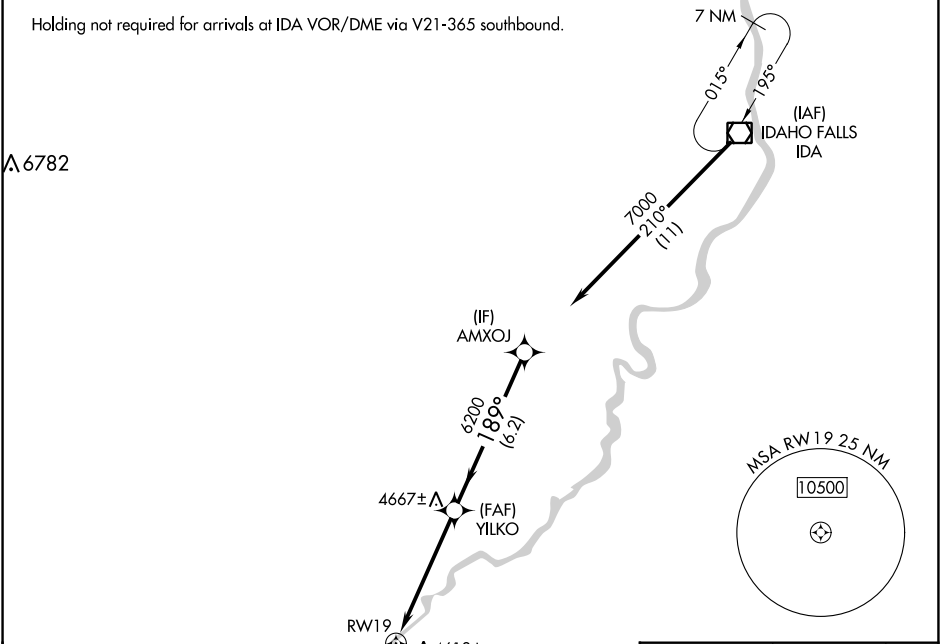 Holding not required for arrivals at IDA VOR/DME via V21-365 southbound.
7 NM
015°
195°
(IAF)
IDAHO FALLS
IDA
6782
7000
210°
(11)
(IF)
AMXOJ
6200
189°
(6.2)
4667±
(FAF)
YILKO
MSA RW19 25 NM
10500
RW19